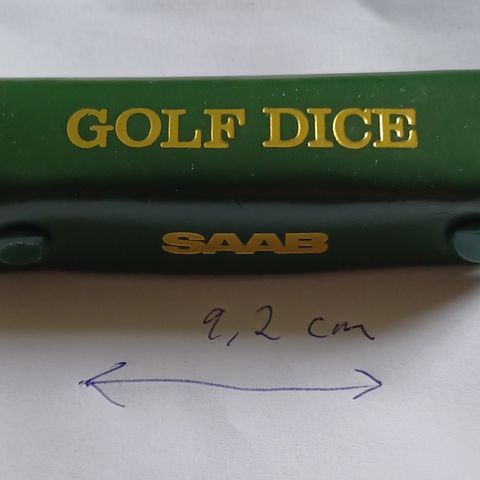 GOLF DICE
SAAB
9,2 cm